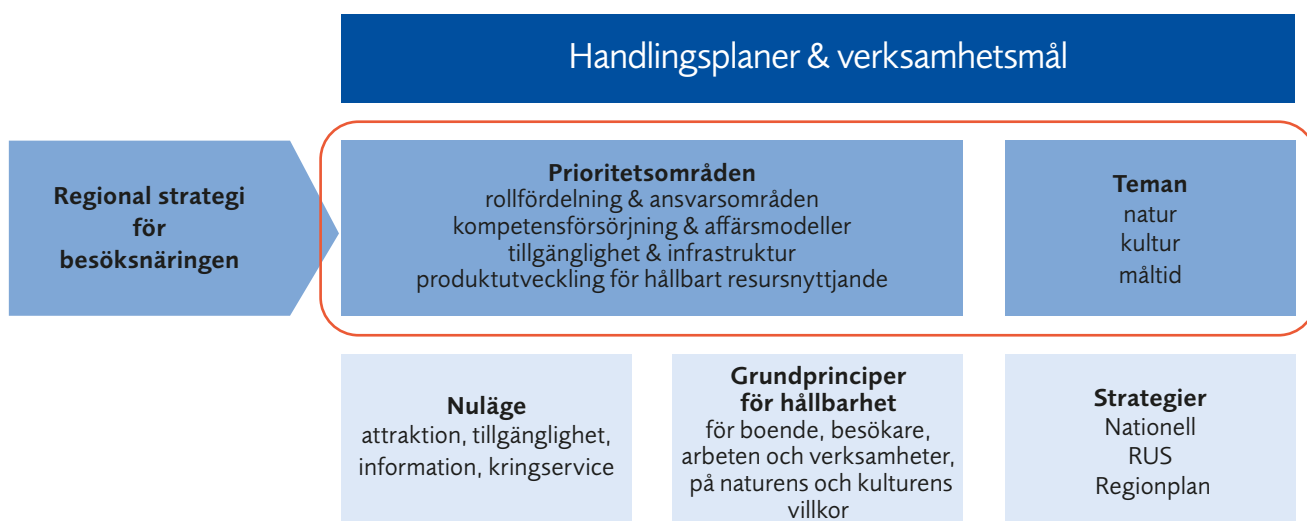 Handlingsplaner & verksamhetsmål
Regional strategi
för
besöksnäringen
Prioritetsområden
rollfördelning & ansvarsområden
kompetensförsörjning & affärsmodeller
tillgänglighet & infrastruktur
produktutveckling för hållbart resursnyttjande
Teman
natur
kultur
måltid
Nuläge
attraktion, tillgänglighet,
information, kringservice
Grundprinciper
för hållbarhet
för boende, besökare,
arbeten och verksamheter,
på naturens och kulturens
villkor
Strategier
Nationell
RUS
Regionplan